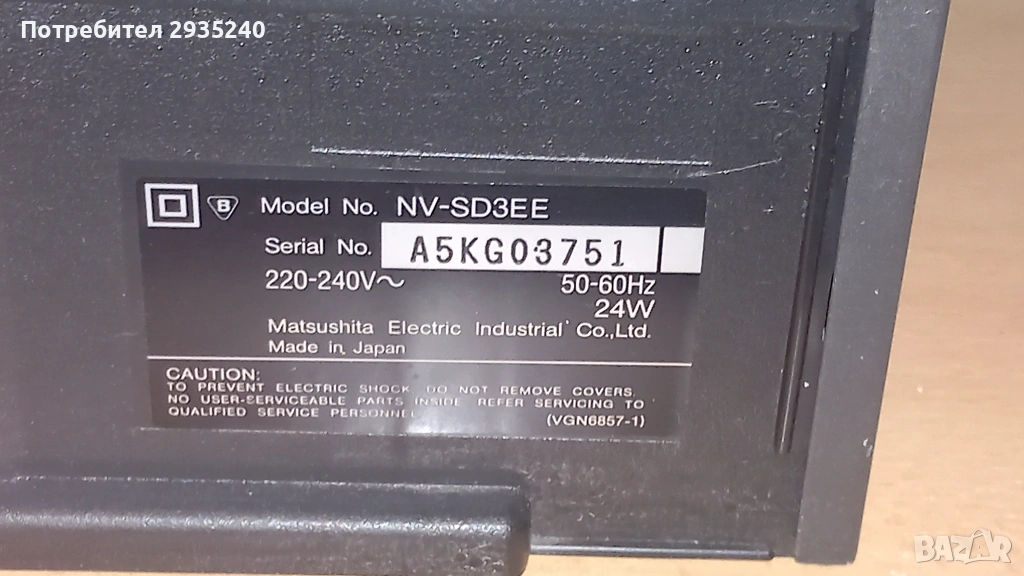 Потребител 2935240
B Model No. NV-SD3EE
Serial No. A5KG03751
220-240V~ 50-60Hz
24W
Matsushita Electric Industrial Co.,Ltd.
Made in Japan
CAUTION:
TO PREVENT ELECTRIC SHOCK DO NOT REMOVE COVERS.
NO USER-SERVICEABLE PARTS INSIDE. REFER SERVICING TO
QUALIFIED SERVICE PERSONNEL
(VGN6857-1)
BAZAR